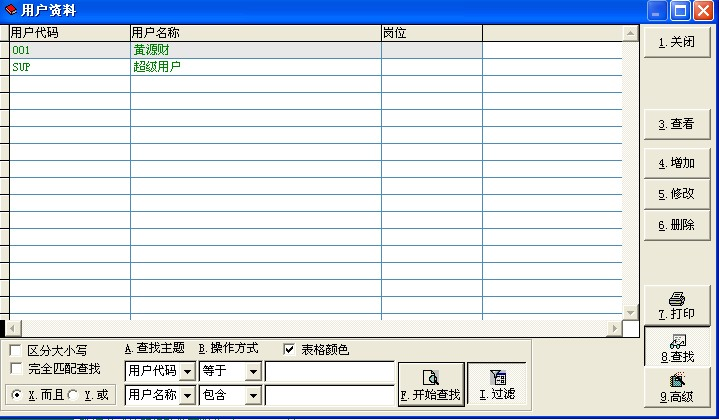 用户资料
用户代码 用户名称 岗位
001 黄源财
SUP 超级用户
1.关闭
3.查看
4.增加
5.修改
6.删除
7.打印
8.查找
9.高级
区分大小写 A.查找主题 B.操作方式 表格颜色
完全匹配查找 用户代码 等于
X.而且 Y.或 用户名称 包含
F.开始查找 I.过滤